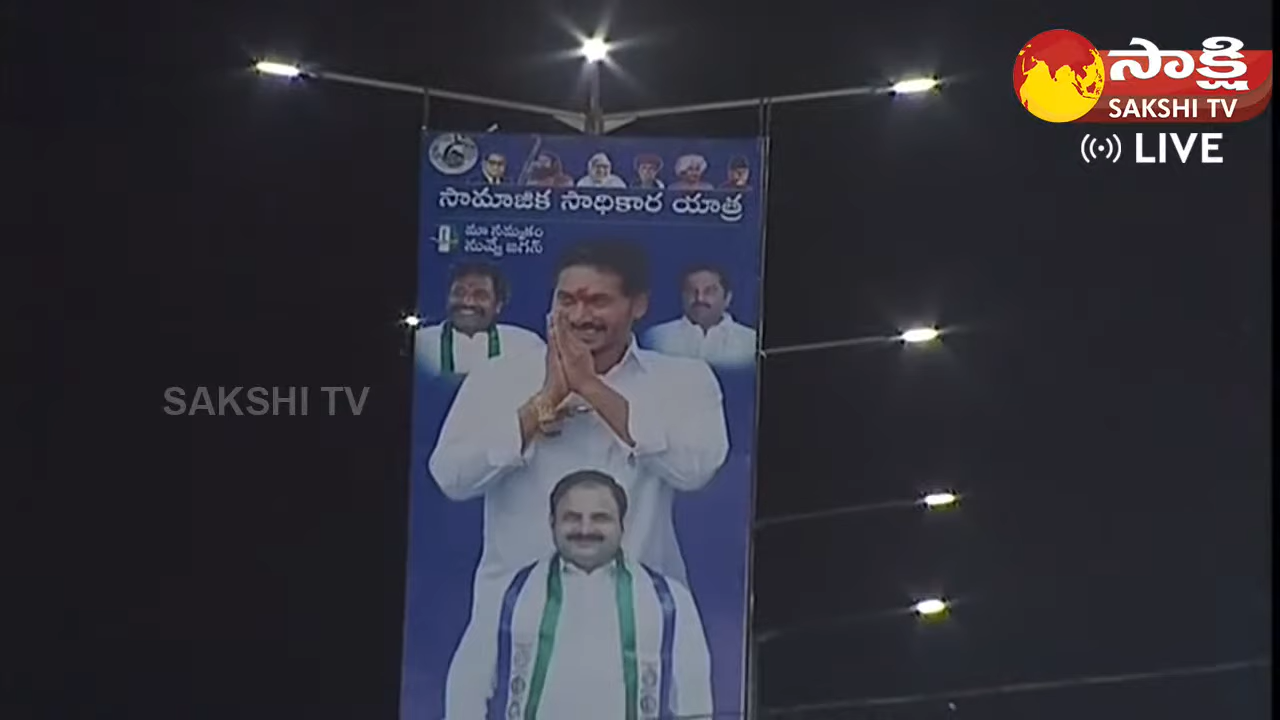 సాక్షి
SAKSHI TV
LIVE
సామాజిక సాధికార యాత్ర
మా నమ్మకం
నువ్వే జగన్
SAKSHI TV